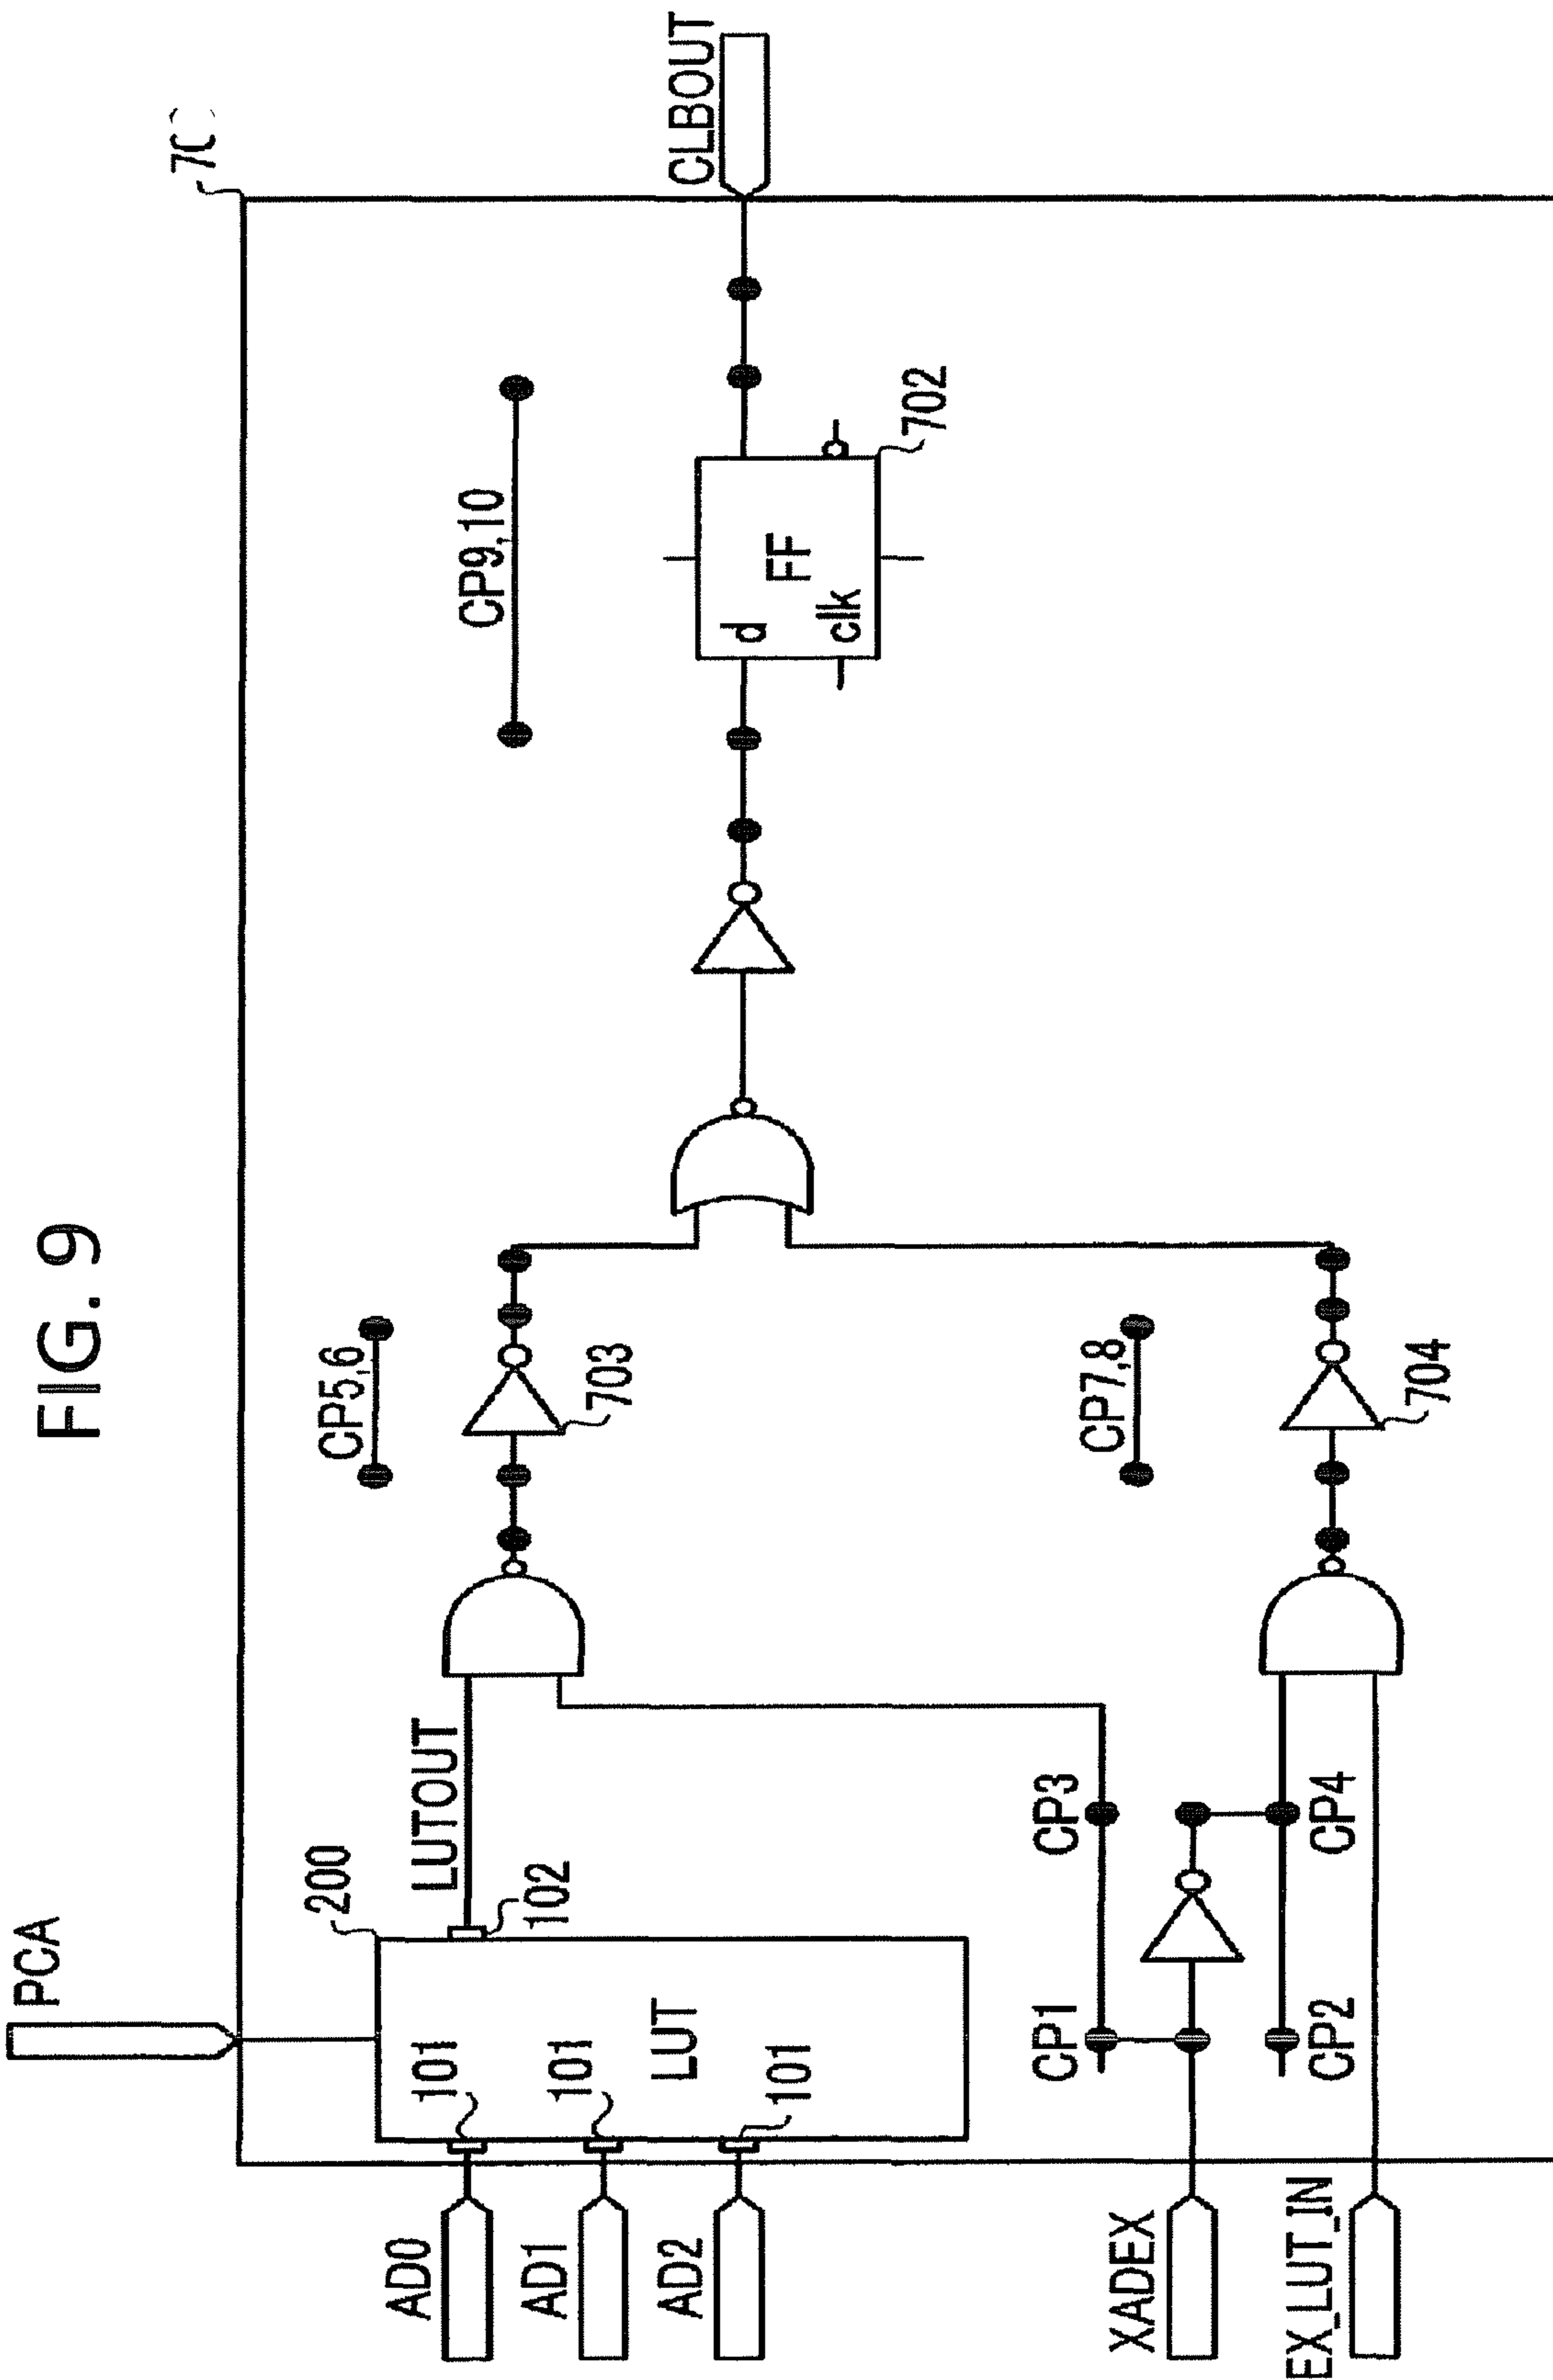 FIG. 9
PCA
200
LUTOUT
102
101
101
101
LUT
AD0
AD1
AD2
XADEX
EX_LUT_IN
CP1
CP3
CP2
CP4
CP5,6
703
CP7,8
704
CP9,10
d
FF
clk
702
CLBOUT